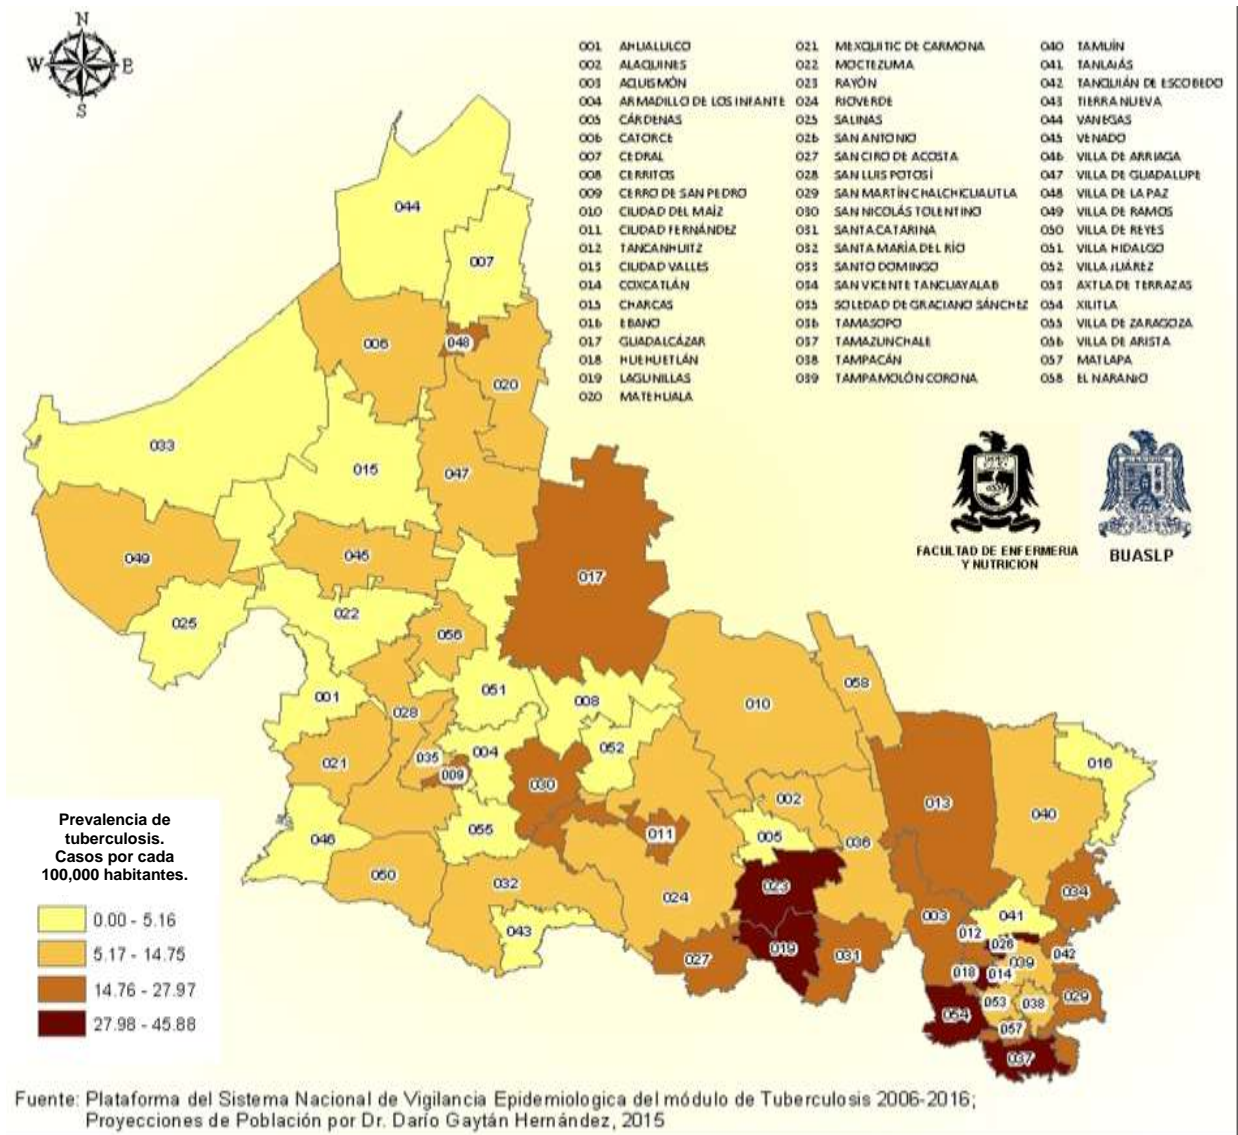 N
W E
S
001 AHUALULCO
002 ALAQUINES
003 AQUISMÓN
004 ARMADILLO DE LOS INFANTE
005 CÁRDENAS
006 CATORCE
007 CEDRAL
008 CERRITOS
009 CERRO DE SAN PEDRO
010 CIUDAD DEL MAÍZ
011 CIUDAD FERNÁNDEZ
012 TANCANHUITZ
013 CIUDAD VALLES
014 COXCATLÁN
015 CHARCAS
016 EBANO
017 GUADALCÁZAR
018 HUEHUETLÁN
019 LAGUNILLAS
020 MATEHUALA
021 MEXQUITIC DE CARMONA
022 MOCTEZUMA
023 RAYÓN
024 RIOVERDE
025 SALINAS
026 SAN ANTONIO
027 SAN CIRO DE ACOSTA
028 SAN LUIS POTOSÍ
029 SAN MARTÍN CHALCHICUAUTLA
030 SAN NICOLÁS TOLENTINO
031 SANTA CATARINA
032 SANTA MARÍA DEL RÍO
033 SANTO DOMINGO
034 SAN VICENTE TANCUAYALAB
035 SOLEDAD DE GRACIANO SÁNCHEZ
036 TAMASOPO
037 TAMAZUNCHALE
038 TAMPACÁN
039 TAMPAMOLÓN CORONA
040 TAMUÍN
041 TANLAJÁS
042 TANQUIÁN DE ESCOBEDO
043 TIERRA NUEVA
044 VANEGAS
045 VENADO
046 VILLA DE ARRIAGA
047 VILLA DE GUADALUPE
048 VILLA DE LA PAZ
049 VILLA DE RAMOS
050 VILLA DE REYES
051 VILLA HIDALGO
052 VILLA JUÁREZ
053 AXTLA DE TERRAZAS
054 XILITLA
055 VILLA DE ZARAGOZA
056 VILLA DE ARISTA
057 MATLAPA
058 EL NARANJO
044
007
006
048
020
033
015
047
049
045
017
025
022
056
001
051
008
010
058
028
021
035
009
004
030
052
002
013
016
040
046
055
011
005
036
050
032
024
023
034
003
041
043
027
019
031
012
026
042
018
014
039
054
053
038
029
057
037
FACULTAD DE ENFERMERIA
Y NUTRICION
BUASLP
Prevalencia de
tuberculosis.
Casos por cada
100,000 habitantes.
0.00 - 5.16
5.17 - 14.75
14.76 - 27.97
27.98 - 45.88
Fuente: Plataforma del Sistema Nacional de Vigilancia Epidemiologica del módulo de Tuberculosis 2006-2016;
Proyecciones de Población por Dr. Darío Gaytán Hernández, 2015